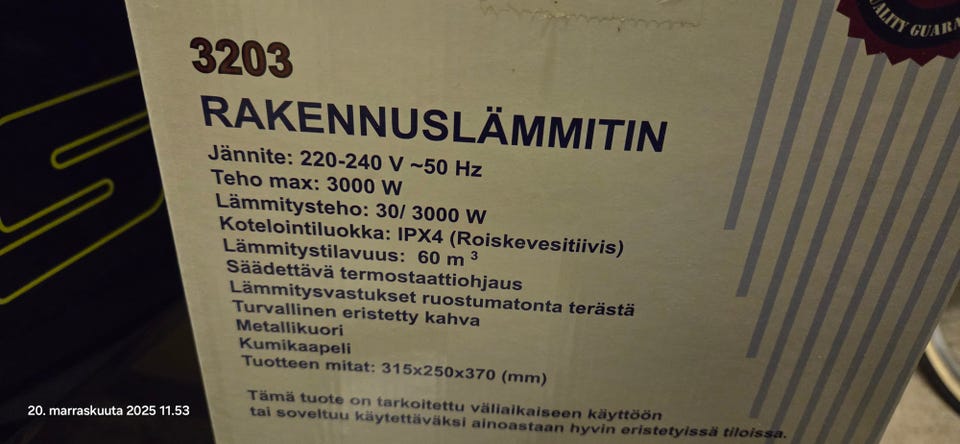 QUALITY GUAR
3203
RAKENNUSLÄMMITIN
Jännite: 220-240 V ~50 Hz
Teho max: 3000 W
Lämmitysteho: 30/ 3000 W
Kotelointiluokka: IPX4 (Roiskevesitiivis)
Lämmitystilavuus: 60 m ³
Säädettävä termostaattiohjaus
Lämmitysvastukset ruostumatonta terästä
Turvallinen eristetty kahva
Metallikuori
Kumikaapeli
Tuotteen mitat: 315x250x370 (mm)
Tämä tuote on tarkoitettu väliaikaiseen käyttöön
tai soveltuu käytettäväksi ainoastaan hyvin eristetyissä tiloissa.
20. marraskuuta 2025 11.53